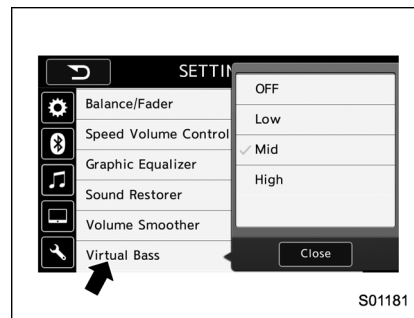 SETTIN
Balance/Fader
Speed Volume Control
Graphic Equalizer
Sound Restorer
Volume Smoother
Virtual Bass
OFF
Low
Mid
High
Close
S01181